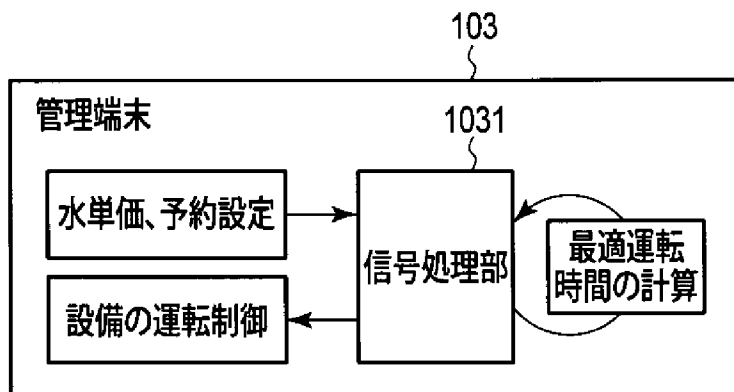 103
管理端末
1031
水単価、予約設定
信号処理部
最適運転
時間の計算
設備の運転制御